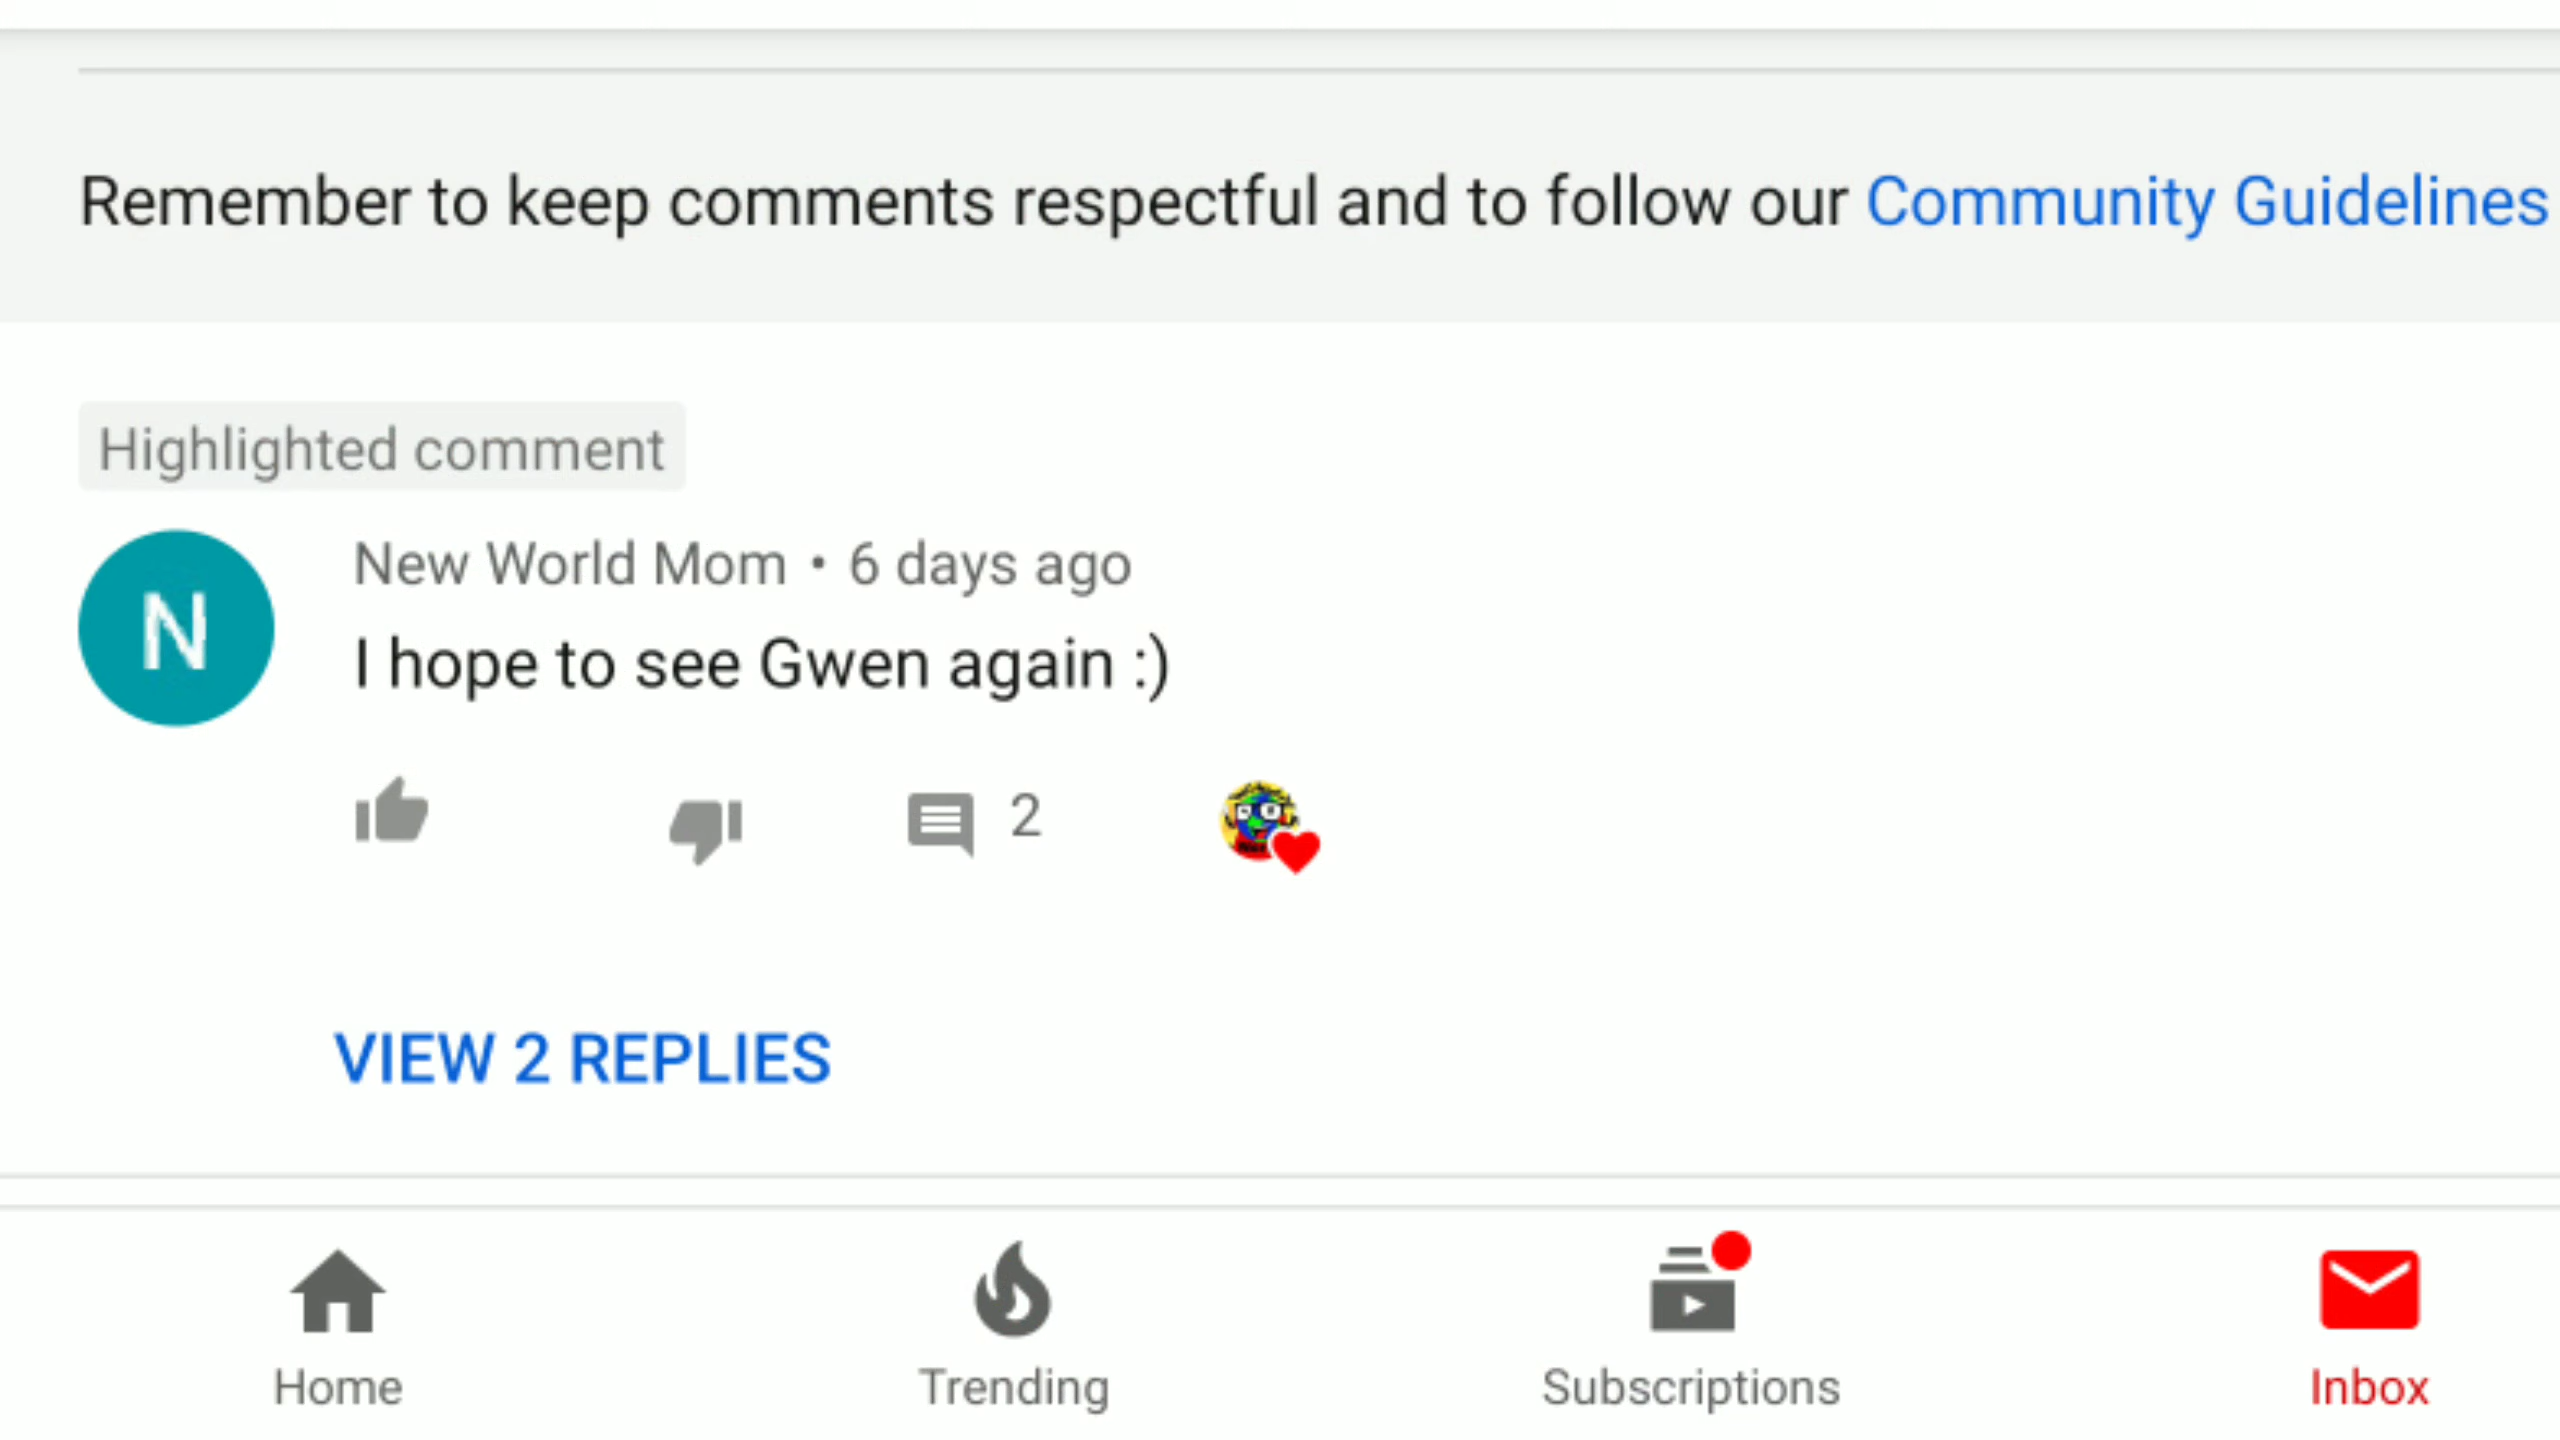 Remember to keep comments respectful and to follow our Community Guidelines
Highlighted comment
N
New World Mom • 6 days ago
I hope to see Gwen again :)
2
VIEW 2 REPLIES
Home
Trending
Subscriptions
Inbox